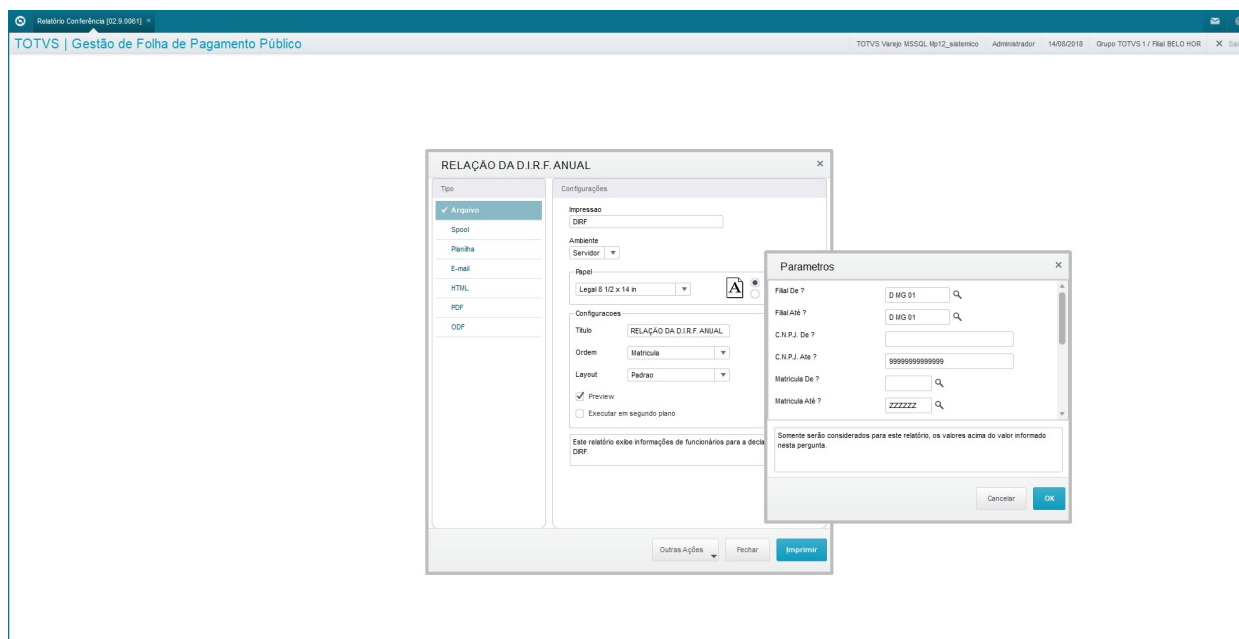 Relatório Conferência [02.9.0061] ×
TOTVS | Gestão de Folha de Pagamento Público
TOTVS Varejo MSSQL Mp12_sistemico Administrador 14/08/2018 Grupo TOTVS 1 / Filial BELO HOR X
RELAÇÃO DA D.I.R.F. ANUAL ×
Tipo
✓ Arquivo
Spool
Planilha
E-mail
HTML
PDF
ODF
Configurações
Impressao
DIRF
Ambiente
Servidor
Papel
Legal 8 1/2 x 14 in
A
Configuracoes
Título RELAÇÃO DA D.I.R.F. ANUAL
Ordem Matricula
Layout Padrao
Preview
Executar em segundo plano
Este relatório exibe informações de funcionários para a decla
DIRF.
Outras Ações Fechar Imprimir
Parametros ×
Filial De ? D MG 01
Filial Até ? D MG 01
C.N.P.J. De ?
C.N.P.J. Ate ? 99999999999999
Matricula De ?
Matricula Até ? ZZZZZZ
Somente serão considerados para este relatório, os valores acima do valor informado
nesta pergunta.
Cancelar OK